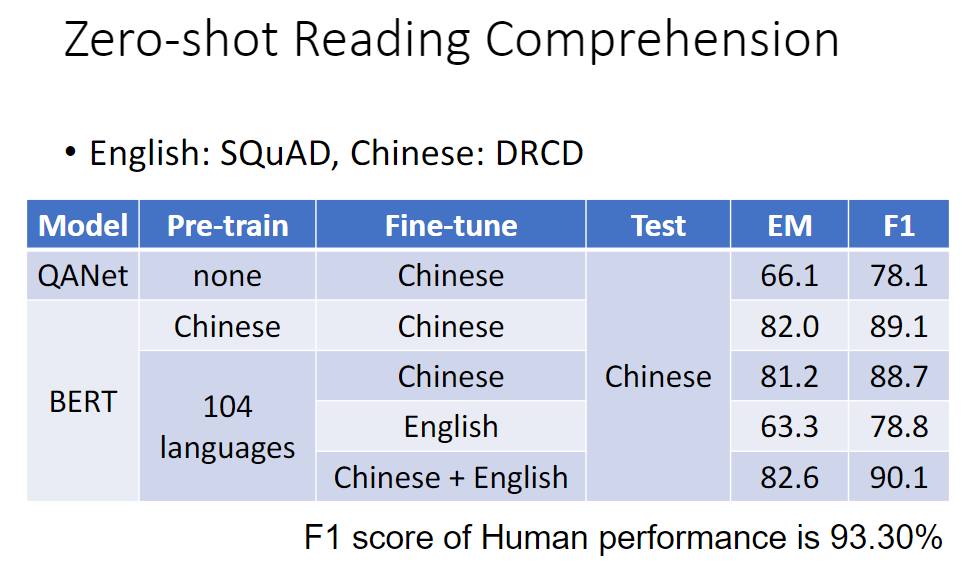 Zero-shot Reading Comprehension
• English: SQuAD, Chinese: DRCD
Model Pre-train Fine-tune Test EM F1
QANet none Chinese 66.1 78.1
Chinese Chinese 82.0 89.1
BERT 104 languages Chinese Chinese 81.2 88.7
English 63.3 78.8
Chinese + English 82.6 90.1
F1 score of Human performance is 93.30%